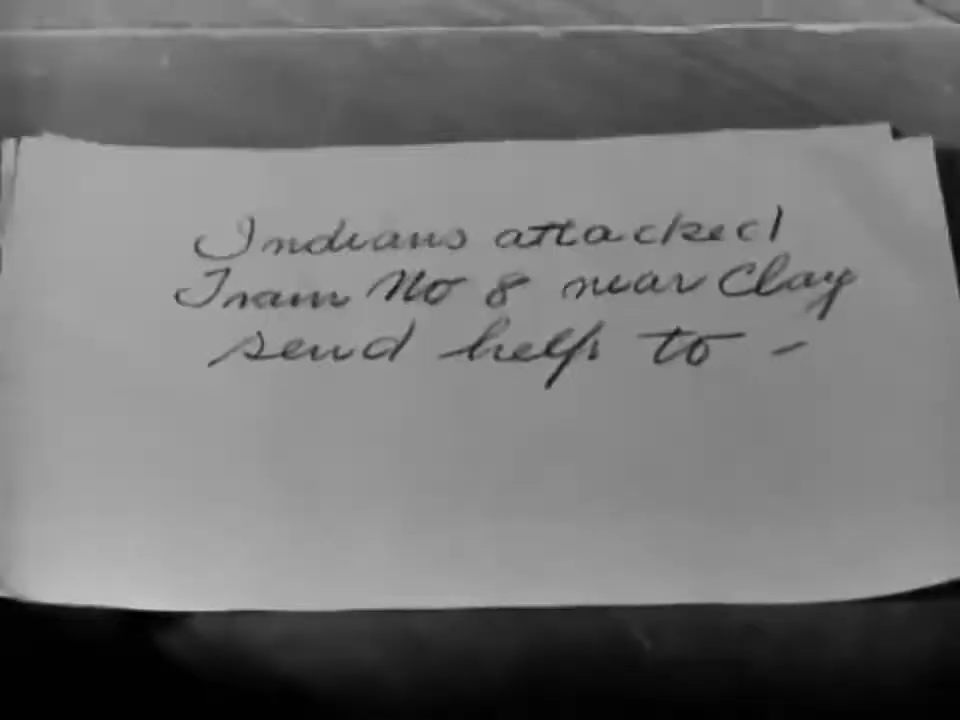 Indians attacked
Train No 8 near Clay
send help to -